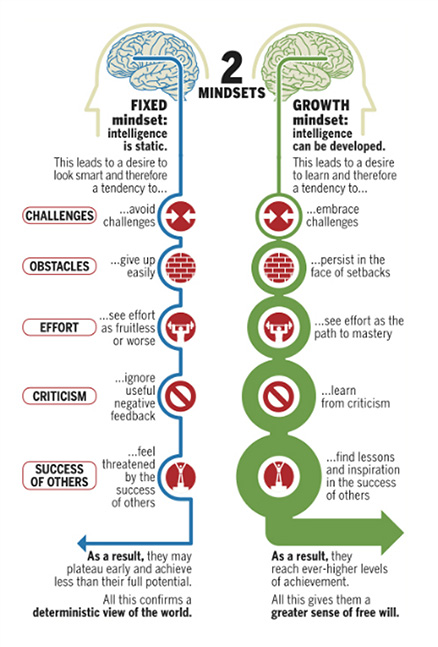 2
MINDSETS
FIXED
mindset:
intelligence
is static.
This leads to a desire to
look smart and therefore
a tendency to...
GROWTH
mindset:
intelligence
can be developed.
This leads to a desire
to learn and therefore
a tendency to...
CHALLENGES
...avoid
challenges
...embrace
challenges
OBSTACLES
...give up
easily
...persist in the
face of setbacks
EFFORT
...see effort
as fruitless
or worse
...see effort as the
path to mastery
CRITICISM
...ignore
useful
negative
feedback
...learn
from criticism
SUCCESS
OF OTHERS
...feel
threatened
by the
success
of others
...find lessons
and inspiration
in the success
of others
As a result, they may
plateau early and achieve
less than their full potential.
All this confirms a
deterministic view of the world.
As a result, they
reach ever-higher levels
of achievement.
All this gives them a
greater sense of free will.